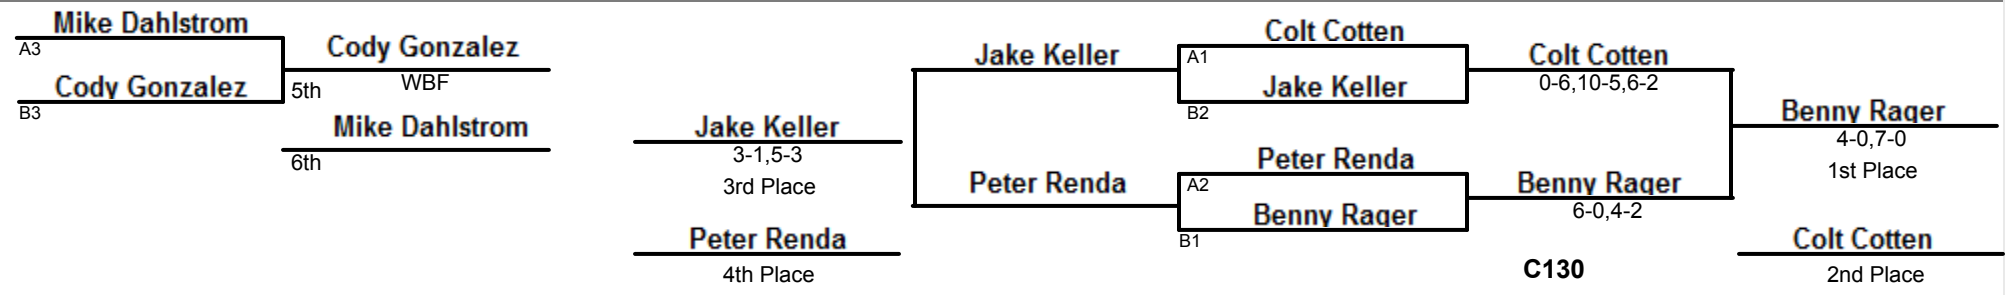 Mike Dahlstrom
A3
Cody Gonzalez
B3
Cody Gonzalez
5th
WBF
Mike Dahlstrom
6th
Jake Keller
3-1,5-3
3rd Place
Peter Renda
4th Place
Jake Keller
Peter Renda
Colt Cotten
A1
Jake Keller
B2
Peter Renda
A2
Benny Rager
B1
Colt Cotten
0-6,10-5,6-2
Benny Rager
6-0,4-2
C130
Benny Rager
4-0,7-0
1st Place
Colt Cotten
2nd Place